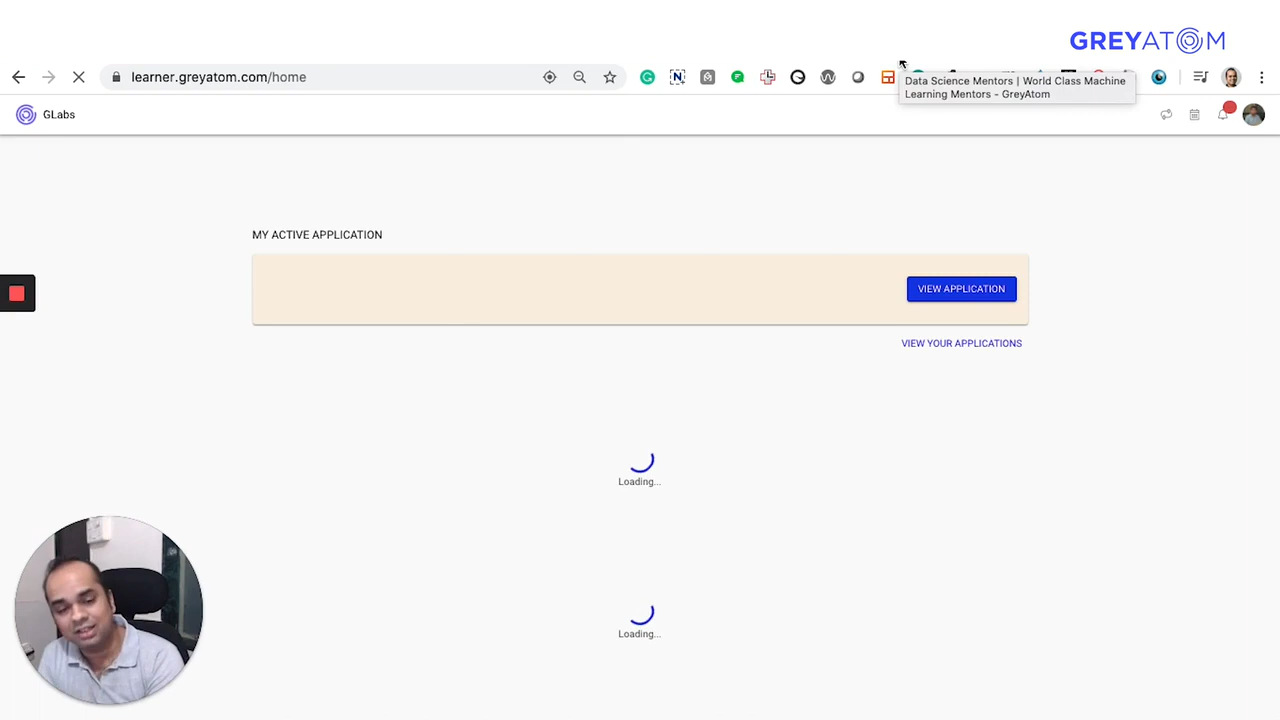 GREYATOM
learner.greyatom.com/home
Data Science Mentors | World Class Machine
Learning Mentors - GreyAtom
GLabs
MY ACTIVE APPLICATION
VIEW APPLICATION
VIEW YOUR APPLICATIONS
Loading...
Loading...